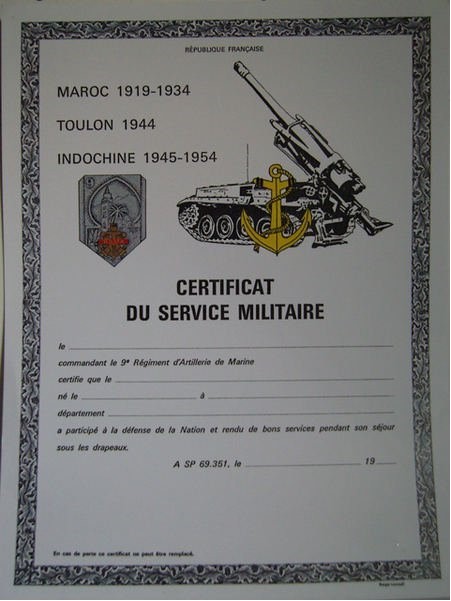 RÉPUBLIQUE FRANÇAISE
MAROC 1919-1934
TOULON 1944
INDOCHINE 1945-1954
9
CERTIFICAT
DU SERVICE MILITAIRE
le
commandant le 9e Régiment d'Artillerie de Marine
certifie que le
né le à
département
a participé à la défense de la Nation et rendu de bons services pendant son séjour
sous les drapeaux.
A SP 69.351, le 19
En cas de perte ce certificat ne peut être remplacé.